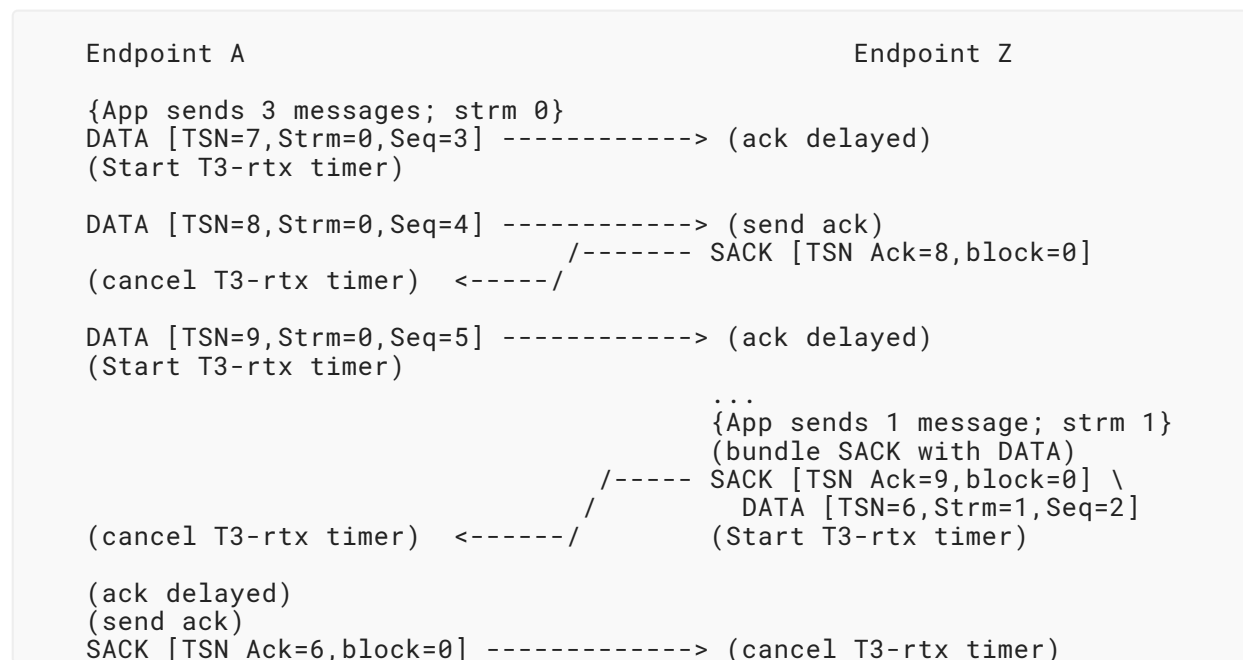 Endpoint A                                         Endpoint Z

{App sends 3 messages; strm 0}
DATA [TSN=7,Strm=0,Seq=3] ------------> (ack delayed)
(Start T3-rtx timer)

DATA [TSN=8,Strm=0,Seq=4] ------------> (send ack)
                              /------- SACK [TSN Ack=8,block=0]
(cancel T3-rtx timer)  <-----/

DATA [TSN=9,Strm=0,Seq=5] ------------> (ack delayed)
(Start T3-rtx timer)
                                       ...
                                       {App sends 1 message; strm 1}
                                       (bundle SACK with DATA)
                                /----- SACK [TSN Ack=9,block=0] \
                               /         DATA [TSN=6,Strm=1,Seq=2]
(cancel T3-rtx timer)  <------/        (Start T3-rtx timer)

(ack delayed)
(send ack)
SACK [TSN Ack=6,block=0] -------------> (cancel T3-rtx timer)